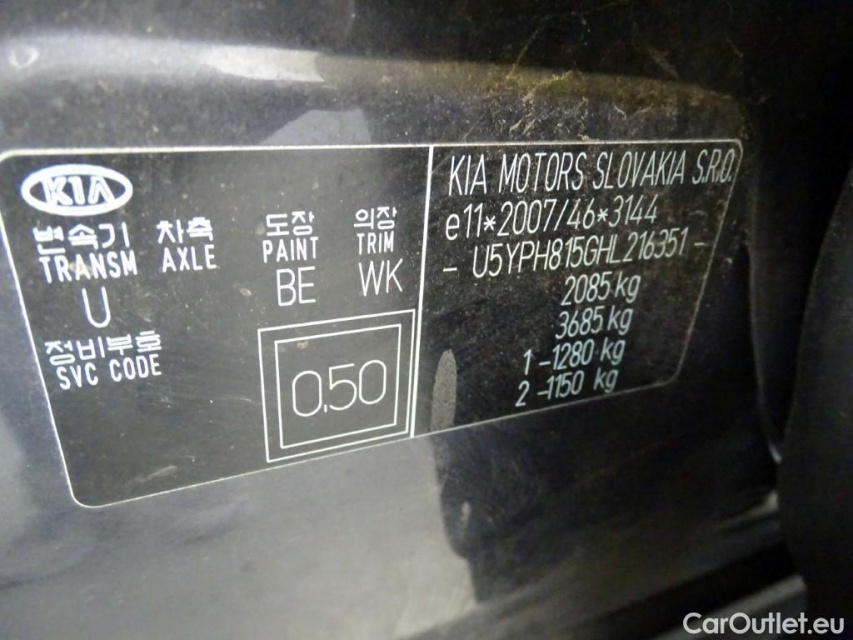 KIA
변속기 차축 도장 의장
TRANSM AXLE PAINT TRIM
U BE WK
정비부호
SVC CODE
0,50
KIA MOTORS SLOVAKIA S.R.O.
e11*2007/46*3144
- U5YPH815GHL216351 -
2085 kg
3685 kg
1 -1280 kg
2 -1150 kg
CarOutlet.eu